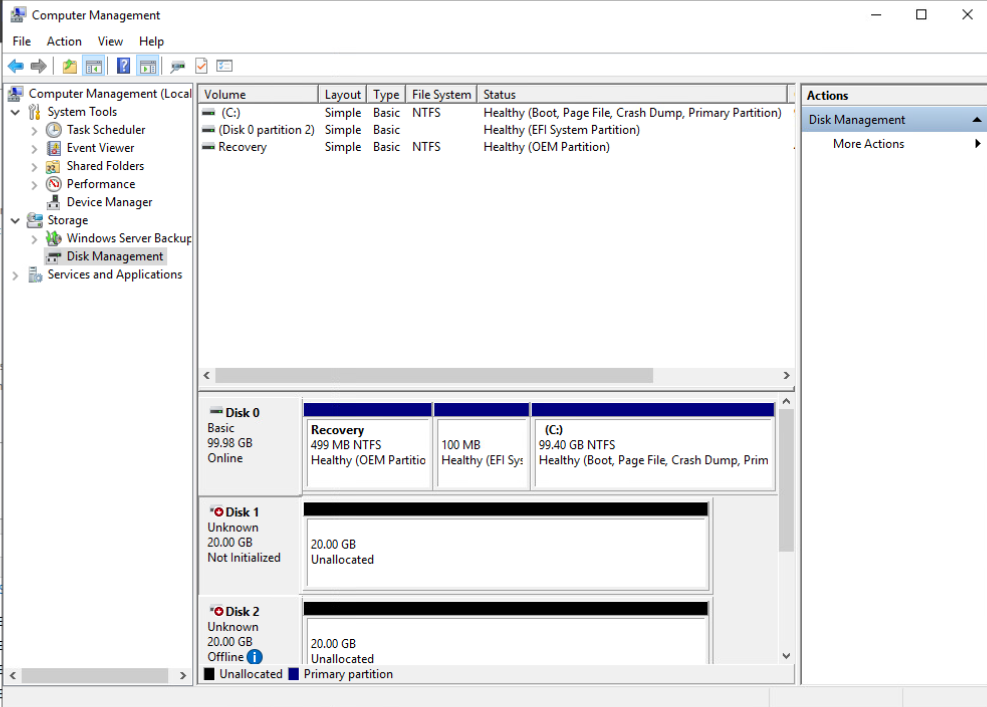 Computer Management
File Action View Help
Computer Management (Local
System Tools
Task Scheduler
Event Viewer
Shared Folders
Performance
Device Manager
Storage
Windows Server Backup
Disk Management
Services and Applications
Volume Layout Type File System Status
(C:) Simple Basic NTFS Healthy (Boot, Page File, Crash Dump, Primary Partition)
(Disk 0 partition 2) Simple Basic Healthy (EFI System Partition)
Recovery Simple Basic NTFS Healthy (OEM Partition)
Disk 0
Basic
99.98 GB
Online
Recovery
499 MB NTFS
Healthy (OEM Partitio
100 MB
Healthy (EFI Sys
(C:)
99.40 GB NTFS
Healthy (Boot, Page File, Crash Dump, Prim
Disk 1
Unknown
20.00 GB
Not Initialized
20.00 GB
Unallocated
Disk 2
Unknown
20.00 GB
Offline
20.00 GB
Unallocated
Unallocated Primary partition
Actions
Disk Management
More Actions